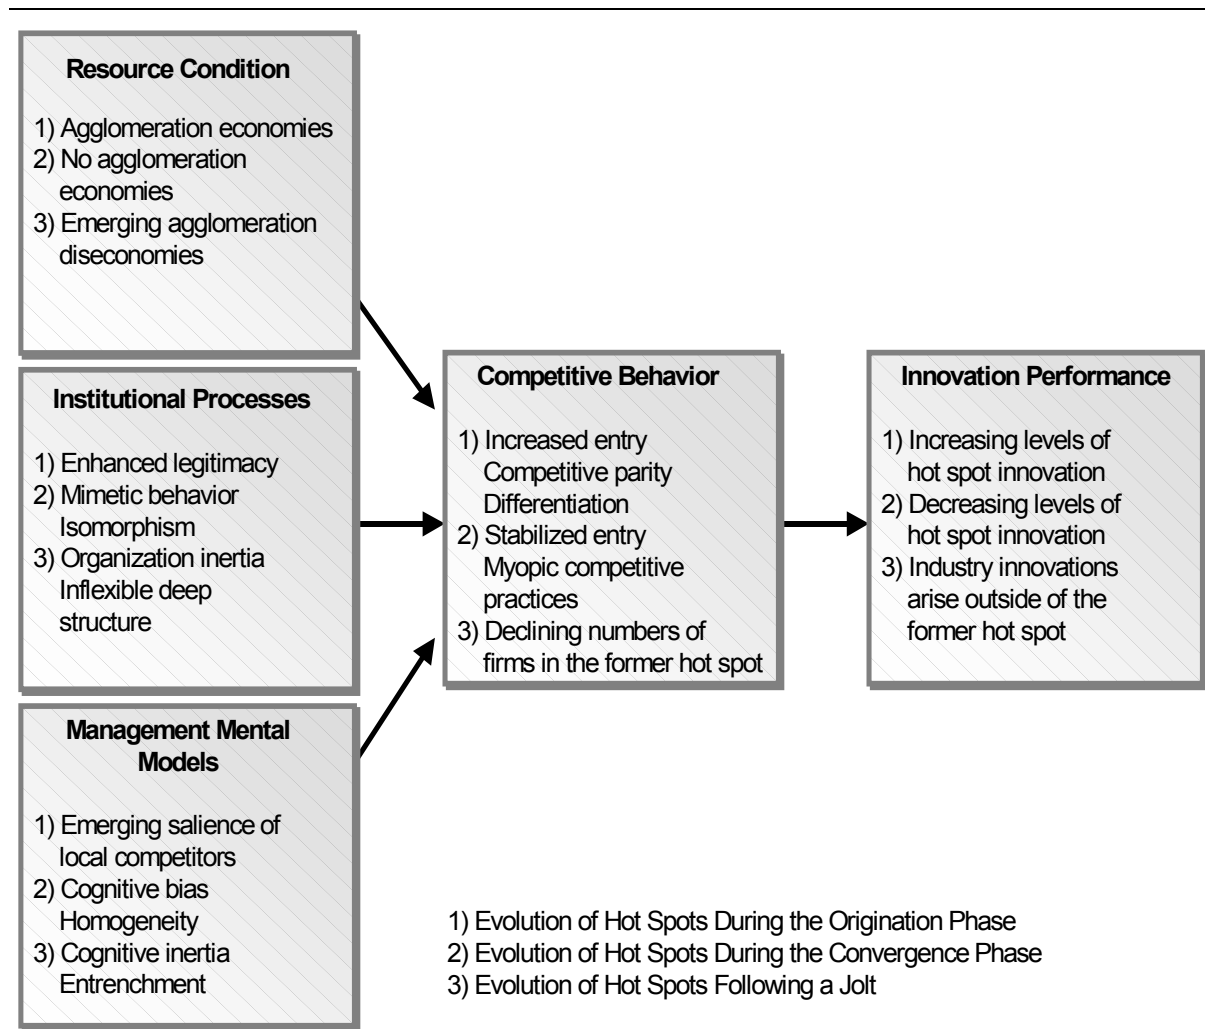 Resource Condition
1) Agglomeration economies
2) No agglomeration
economies
3) Emerging agglomeration
diseconomies
Institutional Processes
1) Enhanced legitimacy
2) Mimetic behavior
Isomorphism
3) Organization inertia
Inflexible deep
structure
Management Mental
Models
1) Emerging salience of
local competitors
2) Cognitive bias
Homogeneity
3) Cognitive inertia
Entrenchment
Competitive Behavior
1) Increased entry
Competitive parity
Differentiation
2) Stabilized entry
Myopic competitive
practices
3) Declining numbers of
firms in the former hot spot
Innovation Performance
1) Increasing levels of
hot spot innovation
2) Decreasing levels of
hot spot innovation
3) Industry innovations
arise outside of the
former hot spot
1) Evolution of Hot Spots During the Origination Phase
2) Evolution of Hot Spots During the Convergence Phase
3) Evolution of Hot Spots Following a Jolt